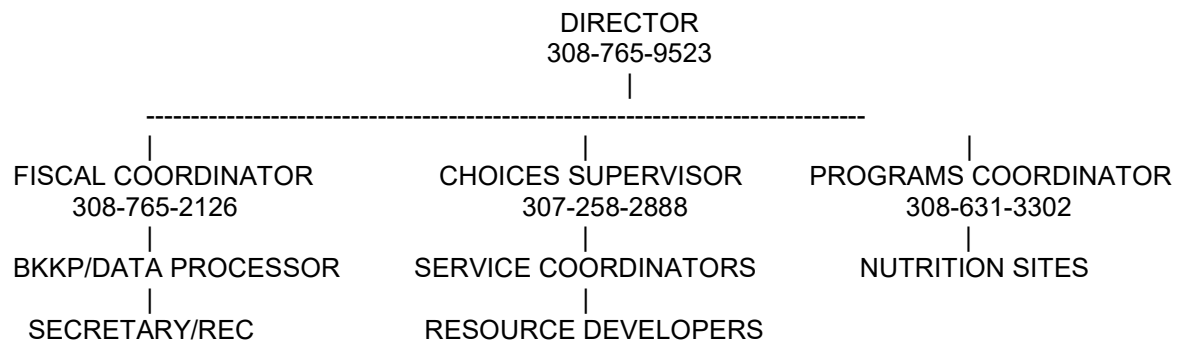 DIRECTOR
308-765-9523
FISCAL COORDINATOR CHOICES SUPERVISOR PROGRAMS COORDINATOR
308-765-2126 307-258-2888 308-631-3302
BKKP/DATA PROCESSOR SERVICE COORDINATORS NUTRITION SITES
SECRETARY/REC RESOURCE DEVELOPERS